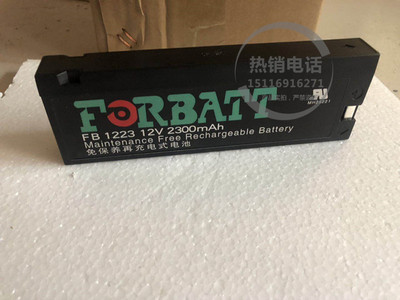 热销电话
15116916271
FORBATT
MH20221
FB 1223 12V 2300mAh
Maintenance Free Rechargeable Battery
免保养再充电式电池